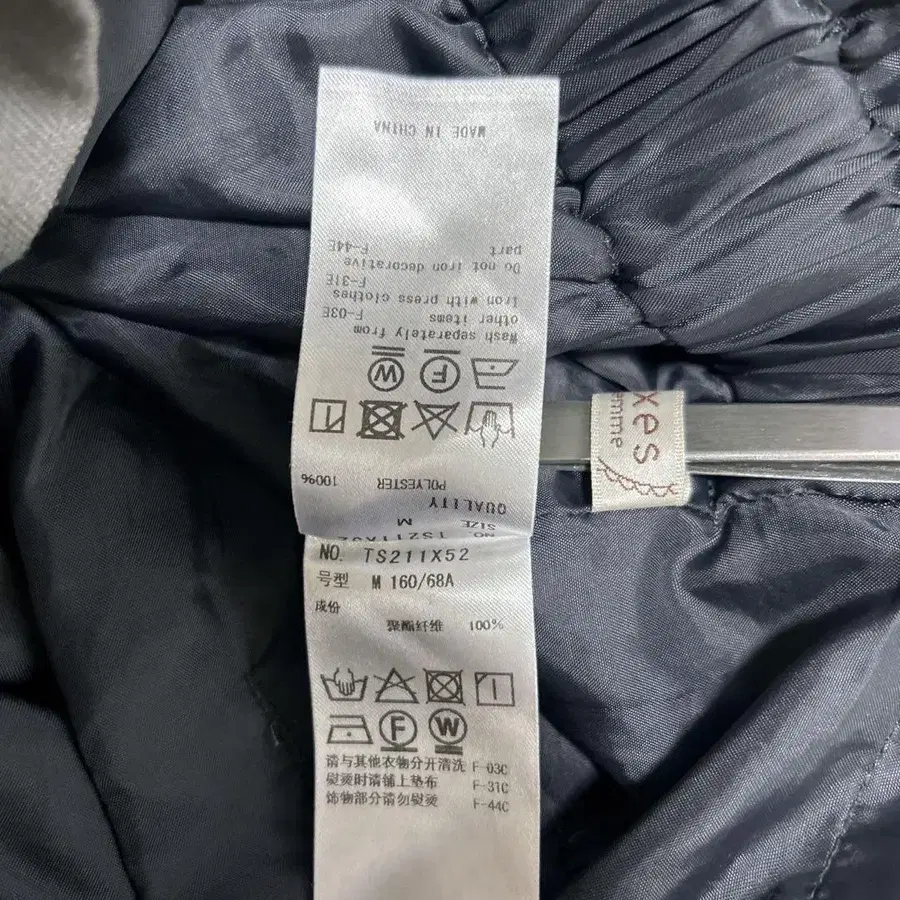 MADE IN CHINA
Wash separately from
other items F-03E
Iron with press clothes
F-31E
Do not iron decorative
part F-44E
QUALITY
POLYESTER 100%
SIZE M
NO. TS211X52
NO. TS211X52
号型 M 160/68A
成份
聚酯纤维 100%
F W
请与其他衣物分开清洗 F-03C
熨烫时请铺上垫布 F-31C
饰物部分请勿熨烫 F-44C
F W
xes
emme